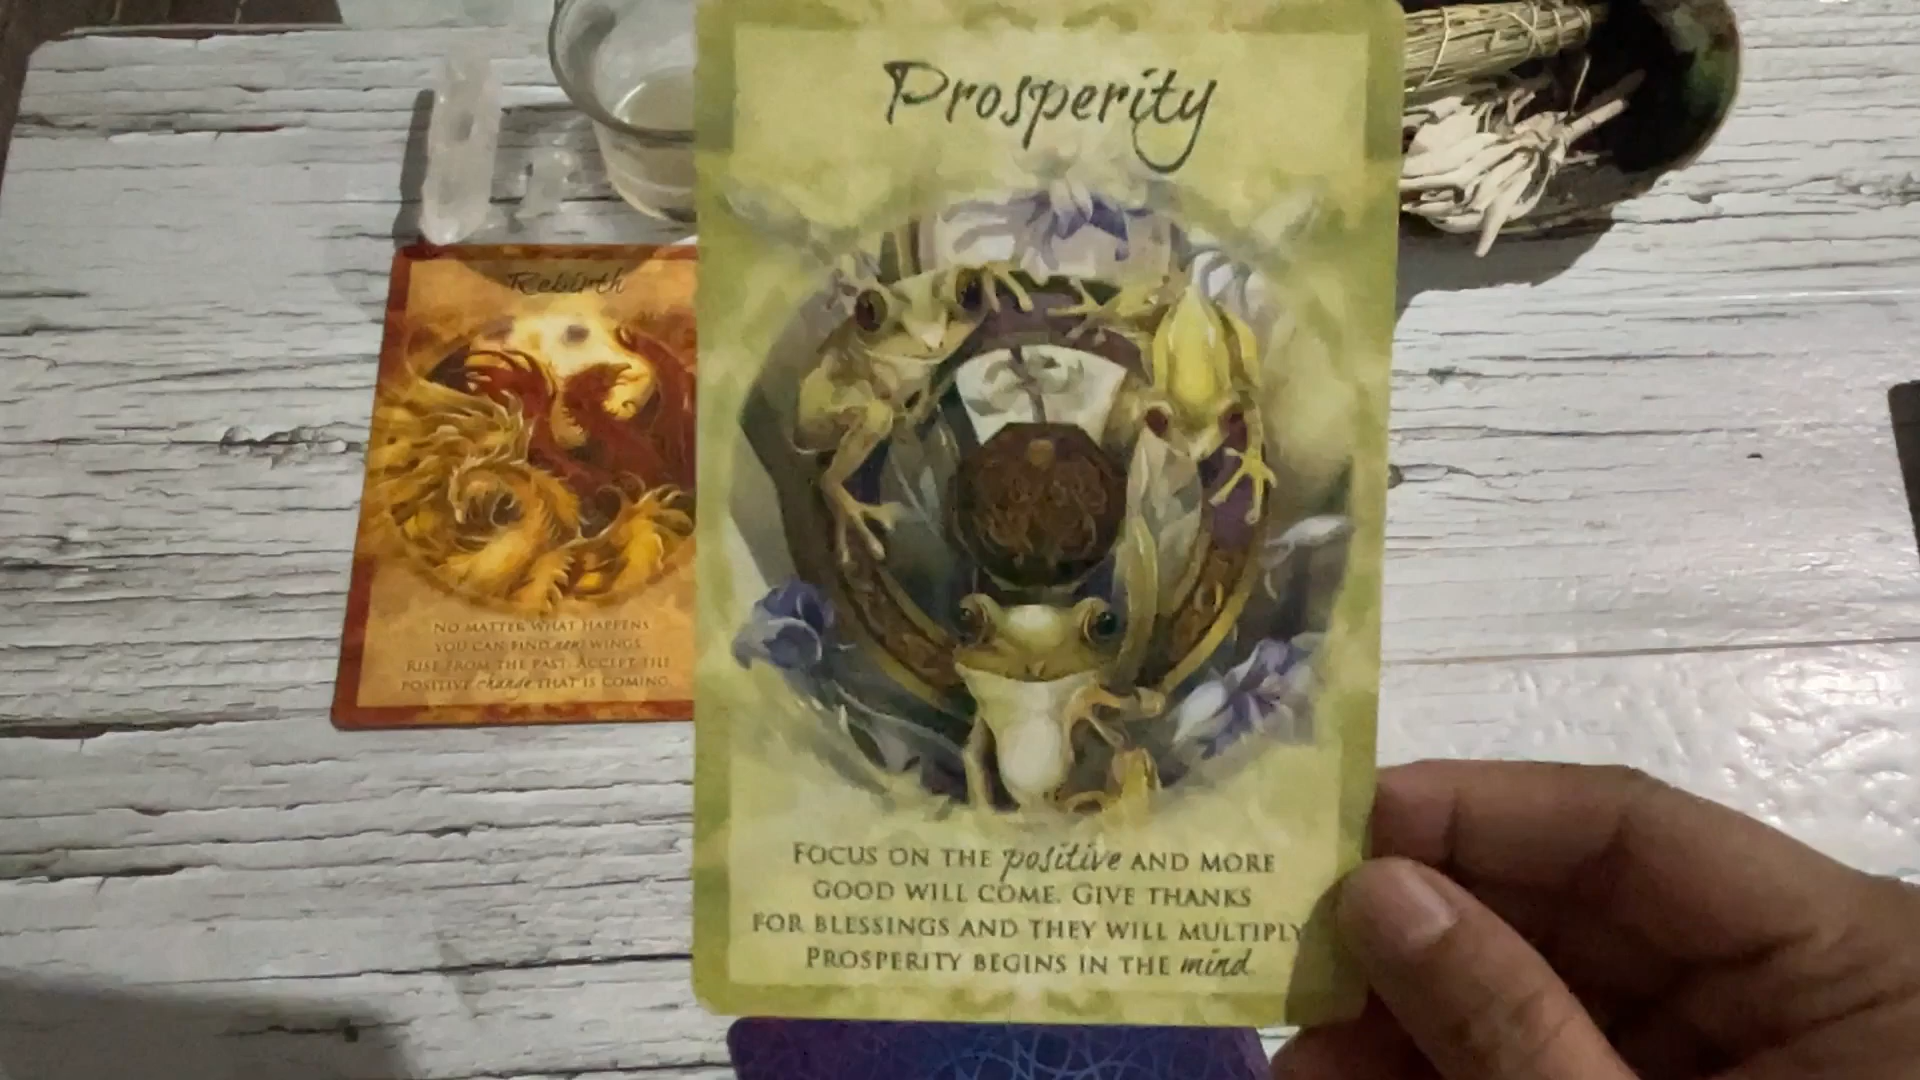 Prosperity
FOCUS ON THE positive AND MORE
GOOD WILL COME. GIVE THANKS
FOR BLESSINGS AND THEY WILL MULTIPLY
PROSPERITY BEGINS IN THE mind.
Rebirth
NO MATTER WHAT HAPPENS
YOU CAN FIND new WINGS.
RISE FROM THE PAST. ACCEPT THE
POSITIVE change THAT IS COMING.